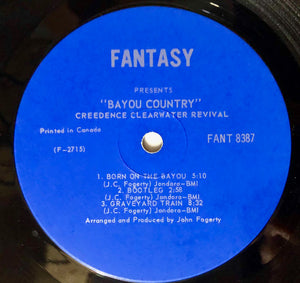 FANTASY
PRESENTS
"BAYOU COUNTRY"
CREEDENCE CLEARWATER REVIVAL
Printed in Canada
FANT 8387
(F-2715)
1. BORN ON THE BAYOU 5:10
(J.C. Fogerty) Jondora-BMI
2. BOOTLEG 2:58
(J.C. Fogerty) Jondora-BMI
3. GRAVEYARD TRAIN 8:32
(J.C. Fogerty) Jondora-BMI
Arranged and Produced by John Fogerty